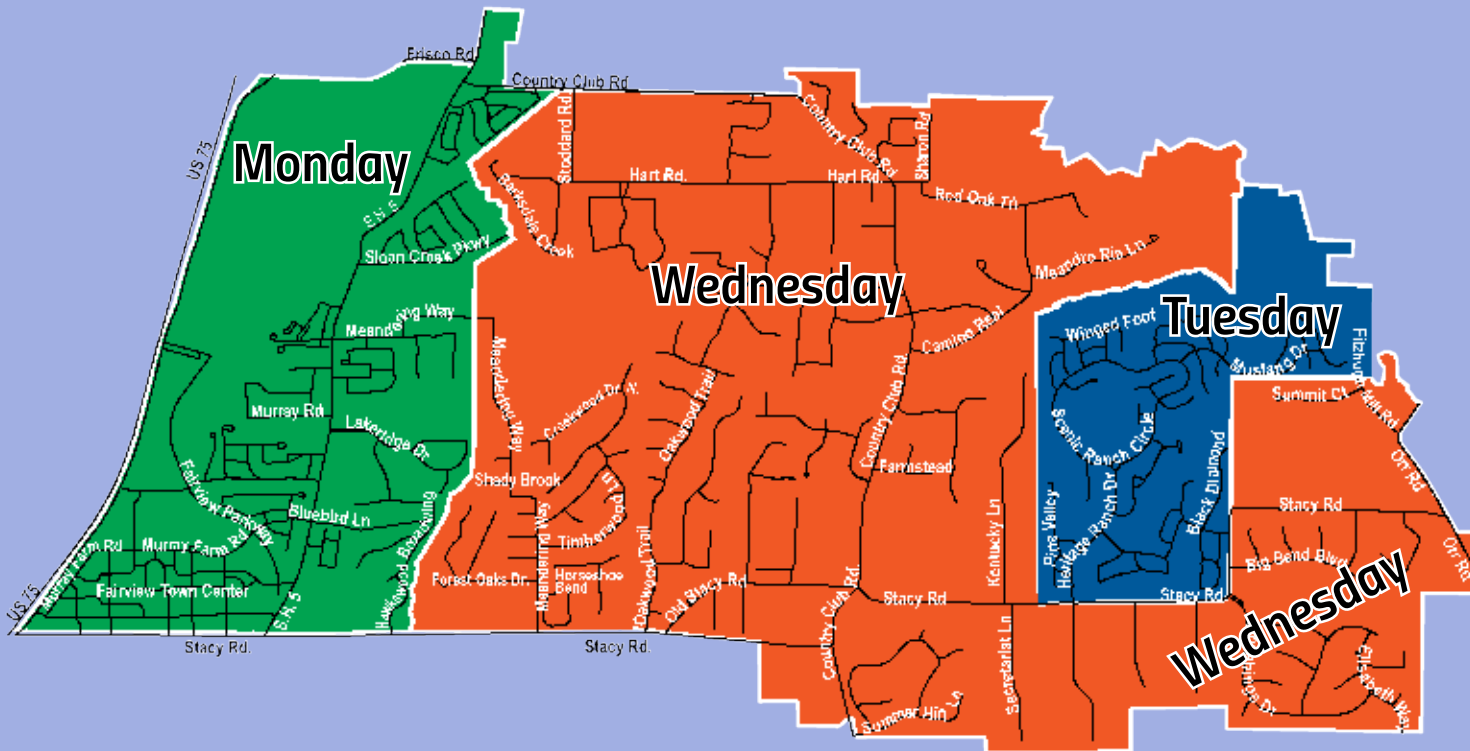 Frisco Rd
Country Club Rd
US 75
Monday
Stoddard Rd.
Country Club Rd
Sharon Rd
Hart Rd.
Hart Rd.
Barksdale Creek
Red Oak Trl
S.H. 5
Sloan Creek Pkwy
Meandro Ria Ln
Wednesday
Tuesday
Winged Foot
Camino Real
Meandering Way
Mustang Dr
Meandering Way
Creekwood Dr. N.
Oakwood Trail
Country Club Rd.
Summit Ct
Mill Rd
Murray Rd
Lakeridge Dr
Scenic Ranch Circle
Orr Rd
Shady Brook
Farmstead
Fairview Parkway
Black Diamond
Heritage Ranch Dr
Pine Valley
Kentucky Ln
Stacy Rd
Bluebird Ln
Meandering Way
Oakwood Trail
Murray Farm Rd
Murray Farm Rd
Timberwood Ln
Big Bend Blvd
Orr Rd
Forest Oaks Dr.
Horseshoe
Bend
Old Stacy Rd
Fairview Town Center
US 75
S.H. 5
Country Club Rd.
Stacy Rd
Stacy Rd
Wednesday
Secretariat Ln
Stacy Rd.
Stacy Rd.
Elisabeth Way